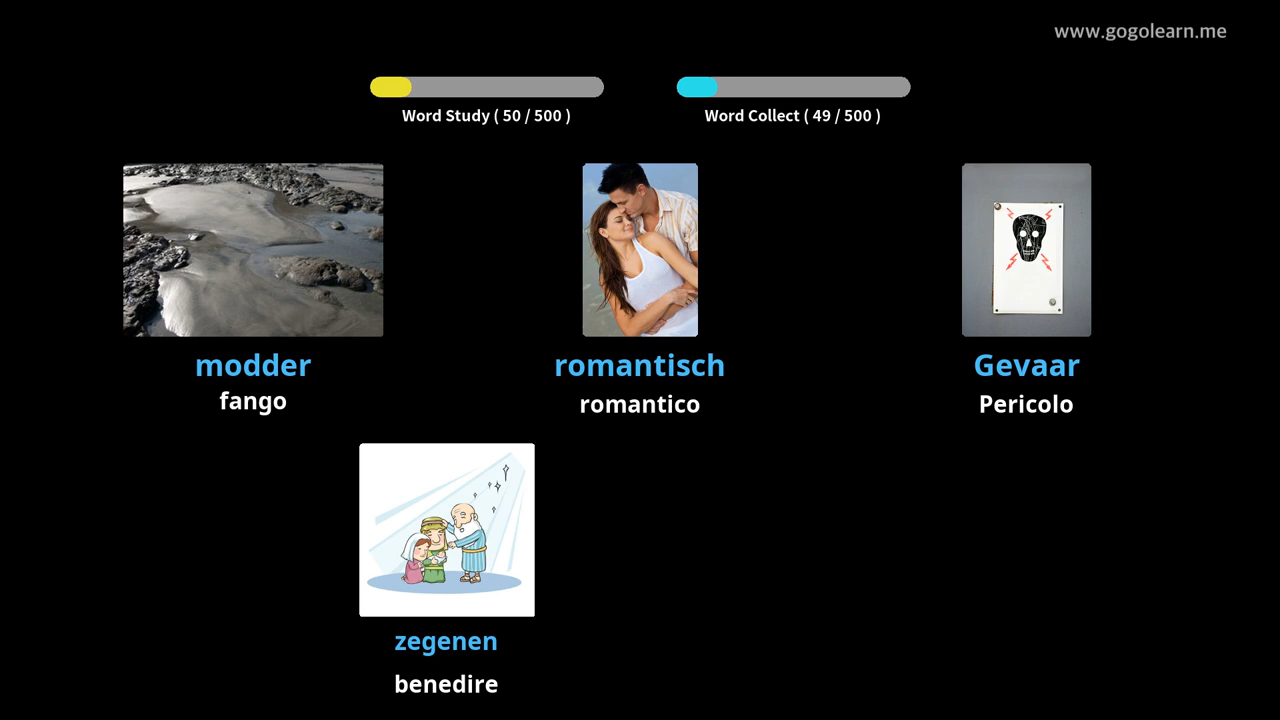 www.gogolearn.me
Word Study ( 50 / 500 )
Word Collect ( 49 / 500 )
modder
fango
romantisch
romantico
Gevaar
Pericolo
zegenen
benedire